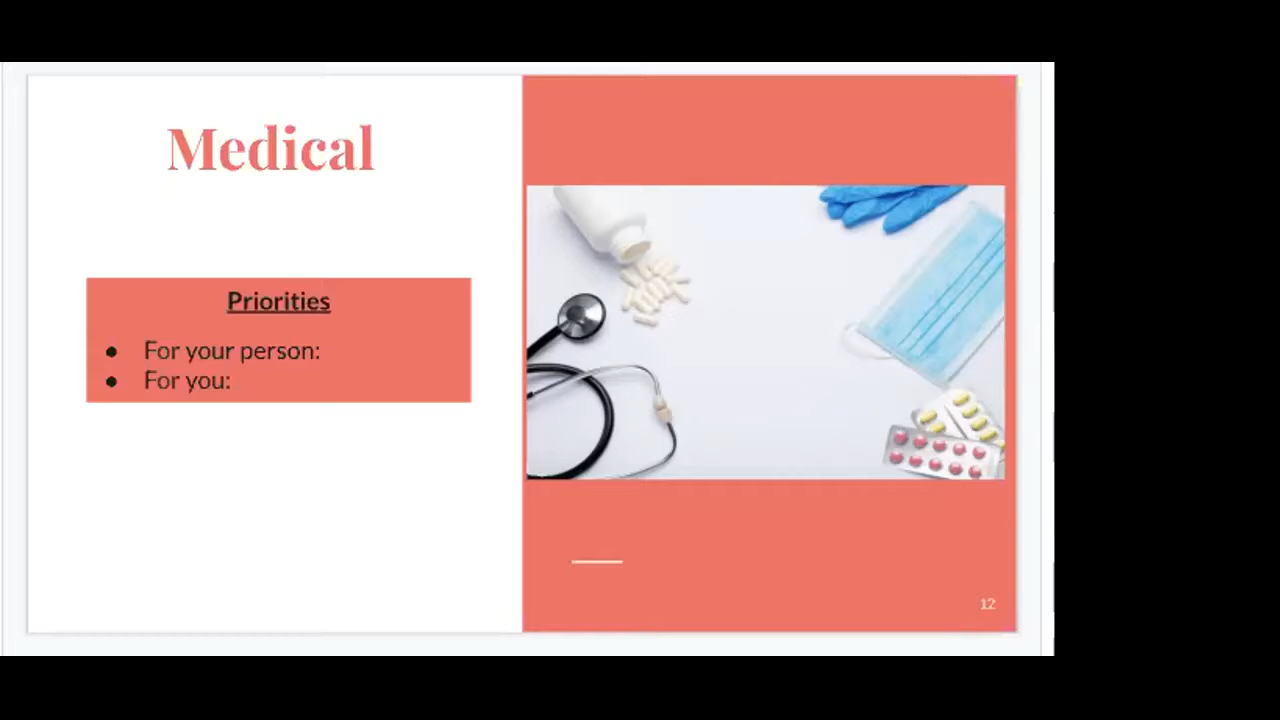 Medical
Priorities
● For your person:
● For you:
12